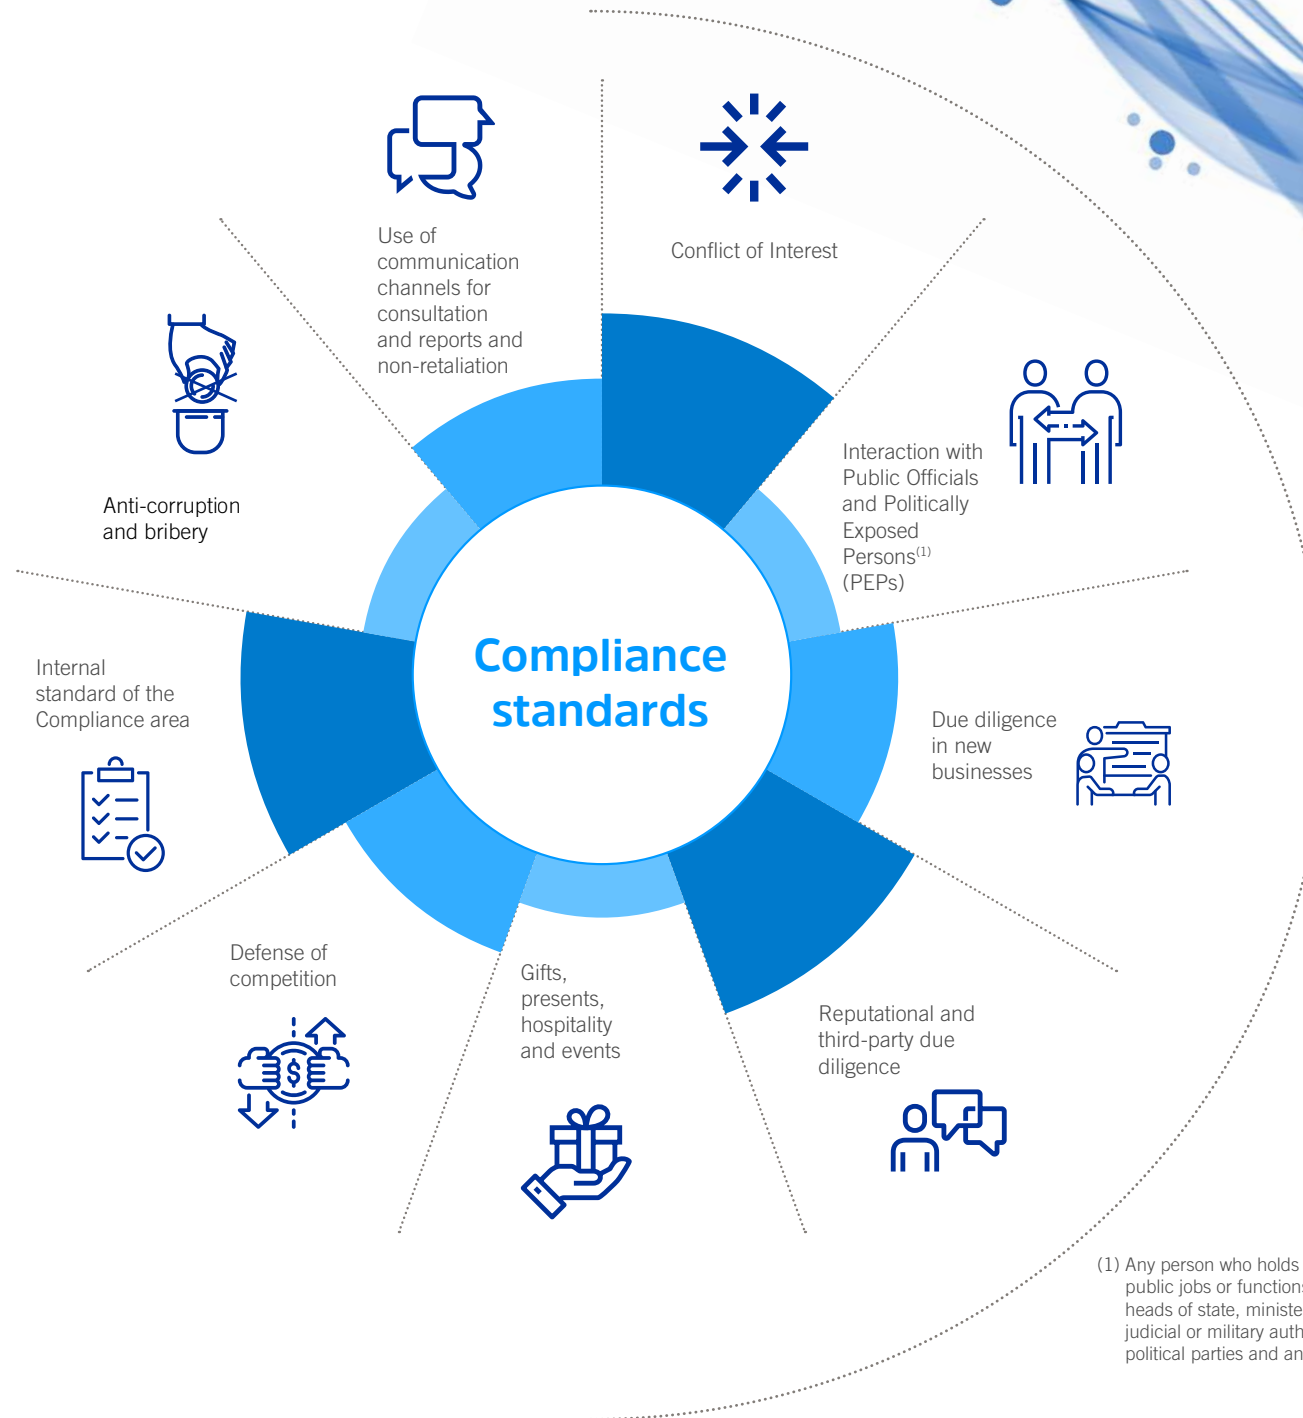 Use of
communication
channels for
consultation
and reports and
non-retaliation
Conflict of Interest
Interaction with
Public Officials
and Politically
Exposed
Persons(1)
(PEPs)
Anti-corruption
and bribery
Compliance
standards
Internal
standard of the
Compliance area
Due diligence
in new
businesses
Defense of
competition
$
Gifts,
presents,
hospitality
and events
Reputational and
third-party due
diligence
(1) Any person who holds
public jobs or functions
heads of state, ministe
judicial or military auth
political parties and an